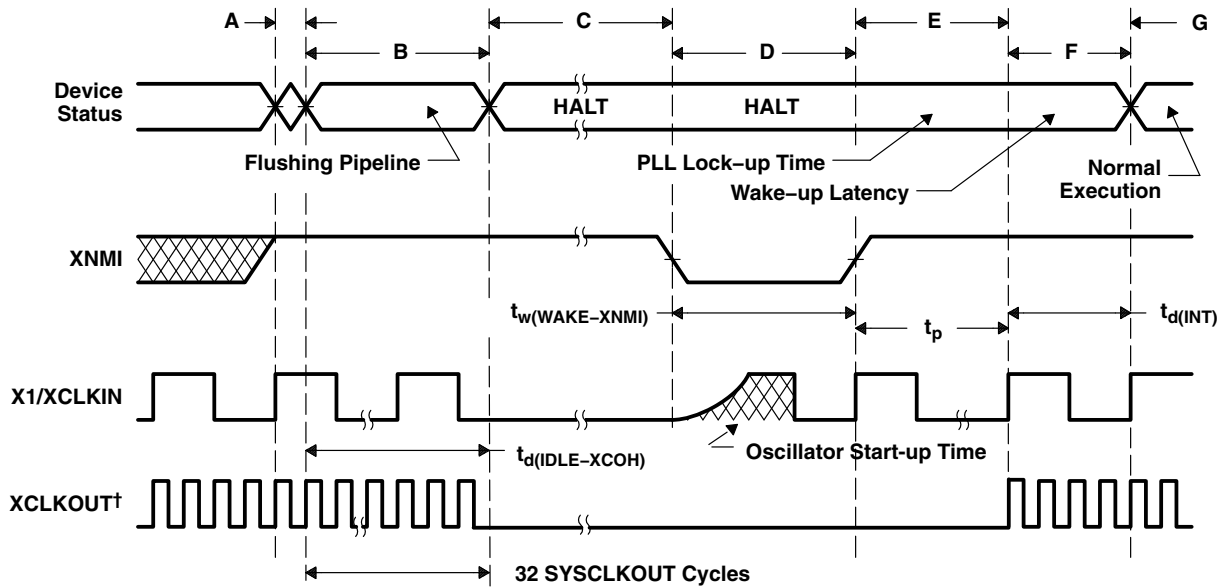 A
B
C
D
E
F
G
Device
Status
HALT
HALT
Flushing Pipeline
PLL Lock–up Time
Wake–up Latency
Normal
Execution
XNMI
tw(WAKE–XNMI)
tp
td(INT)
X1/XCLKIN
td(IDLE–XCOH)
Oscillator Start-up Time
XCLKOUT†
32 SYSCLKOUT Cycles